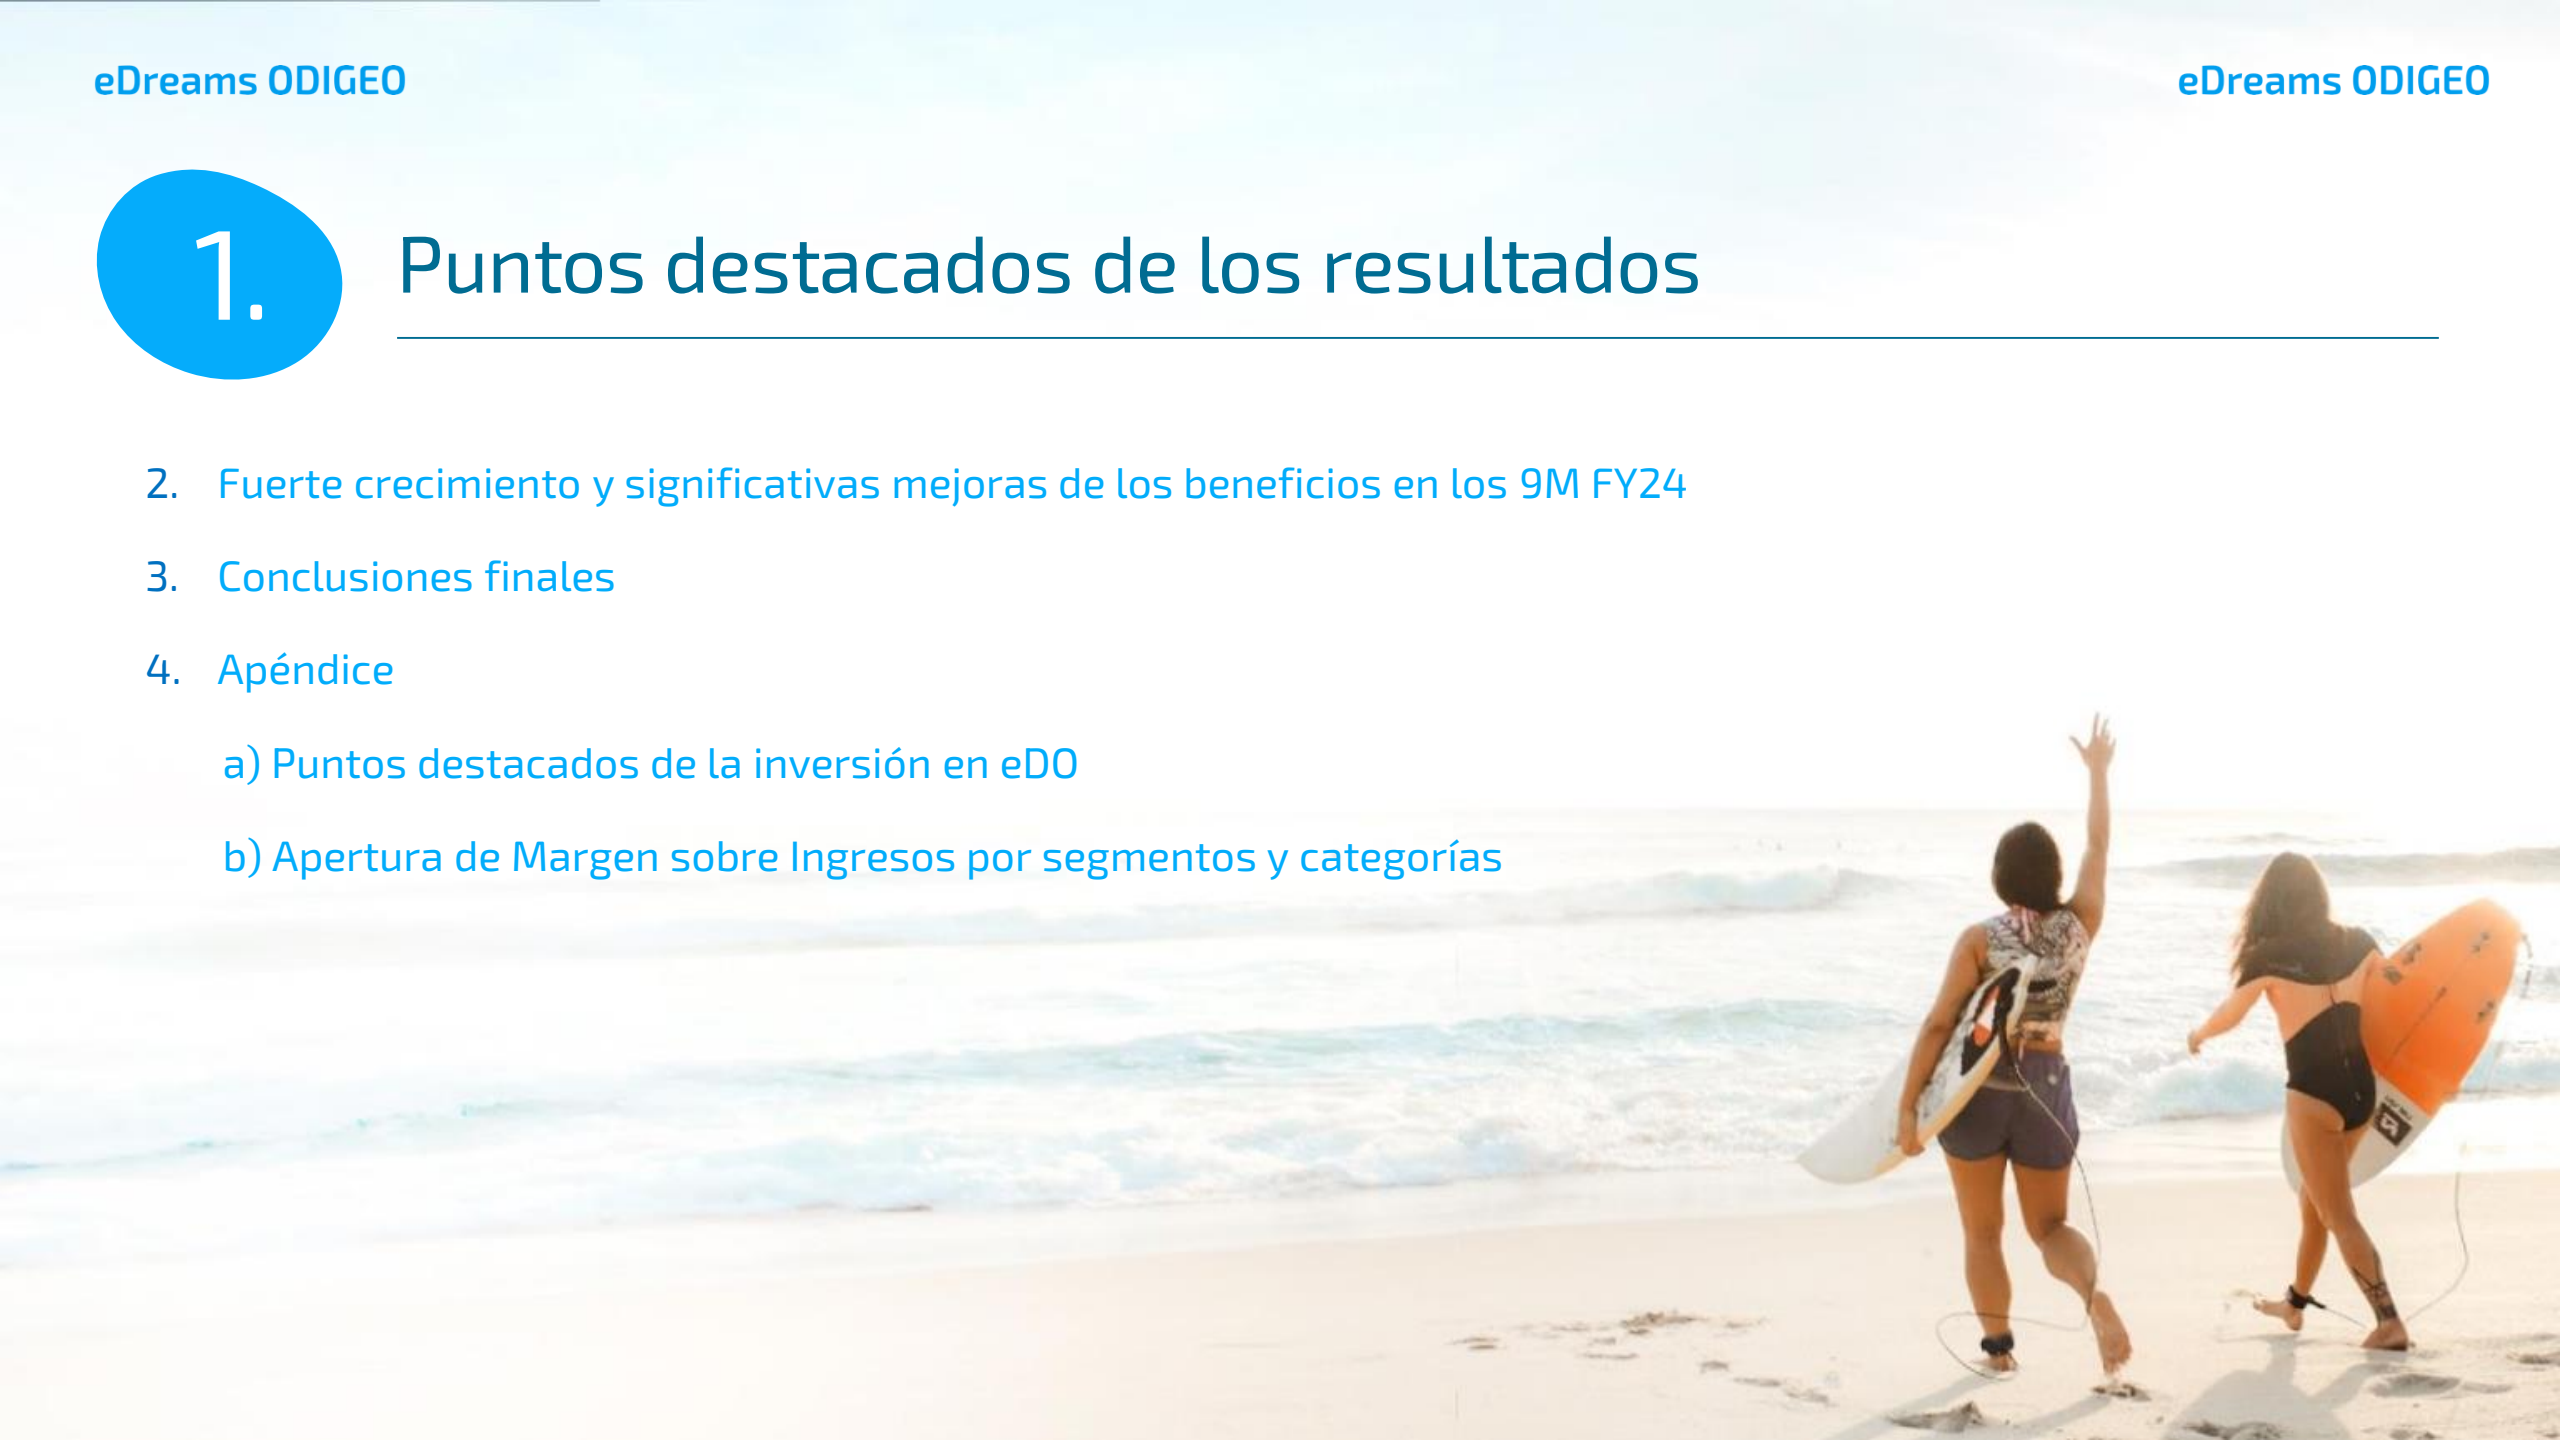 eDreams ODIGEO
eDreams ODIGEO
1.
Puntos destacados de los resultados
2. Fuerte crecimiento y significativas mejoras de los beneficios en los 9M FY24
3. Conclusiones finales
4. Apéndice
a) Puntos destacados de la inversión en eDO
b) Apertura de Margen sobre Ingresos por segmentos y categorías